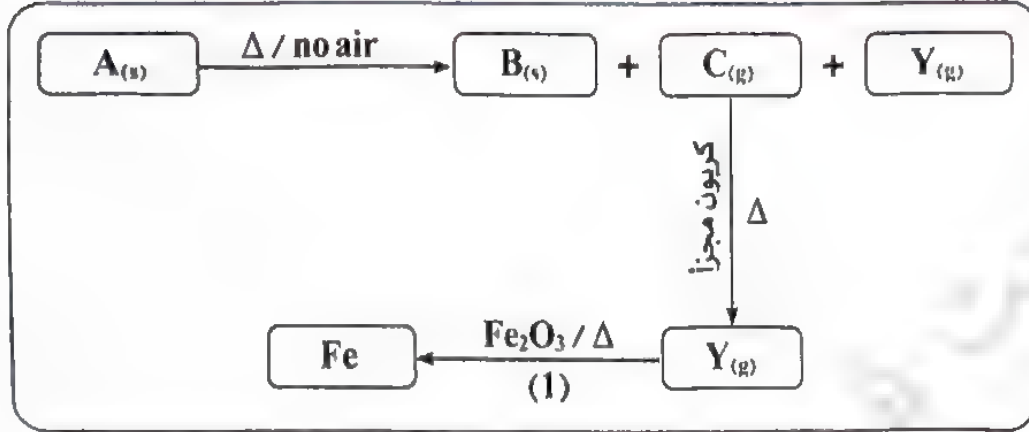 A(s) Δ / no air B(s) + C(g) + Y(g)
كربون مجزأ Δ
Fe Fe₂O₃ / Δ (1) Y(g)